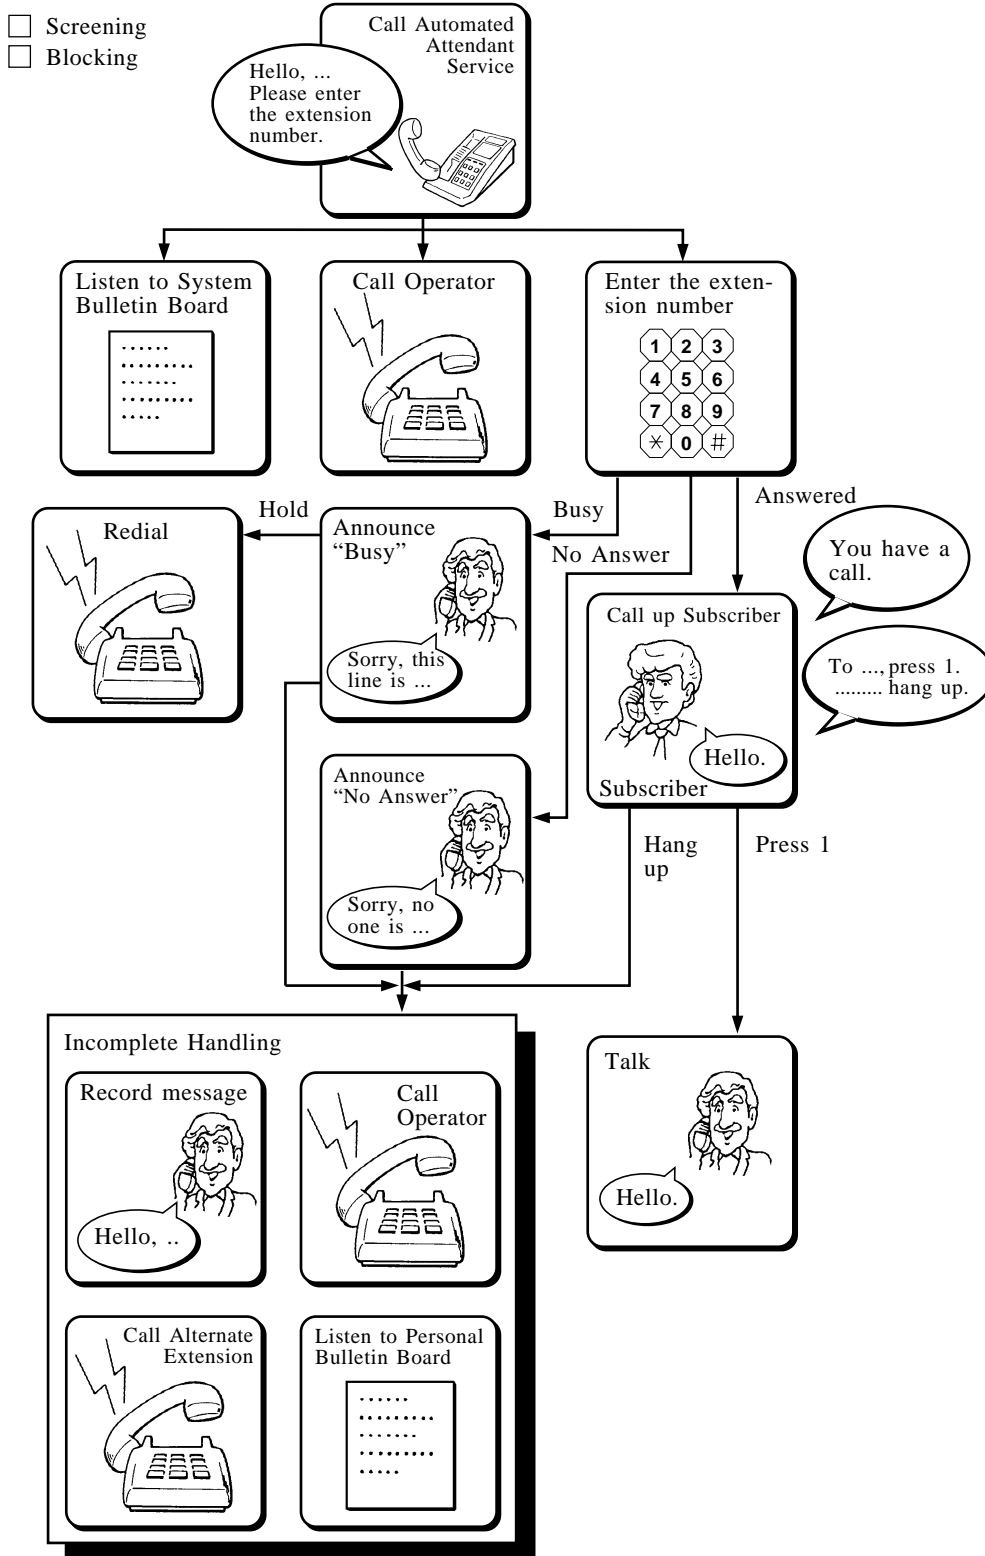 Screening
Blocking
Call Automated
Attendant
Service
Hello, ...
Please enter
the extension
number.
Listen to System
Bulletin Board
Call Operator
Enter the exten-
sion number
1 2 3
4 5 6
7 8 9
* 0 #
Hold
Busy
No Answer
Answered
Redial
Announce
“Busy”
Sorry, this
line is ...
You have a
call.
Call up Subscriber
To ..., press 1.
......... hang up.
Hello.
Subscriber
Announce
“No Answer”
Sorry, no
one is ...
Hang
up
Press 1
Incomplete Handling
Record message
Hello, ..
Call
Operator
Talk
Hello.
Call Alternate
Extension
Listen to Personal
Bulletin Board